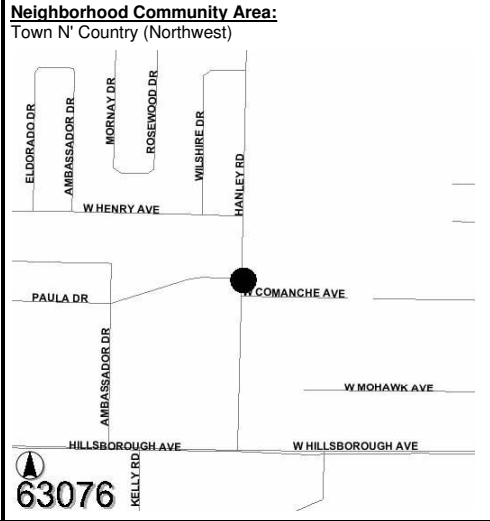 Neighborhood Community Area:
Town N' Country (Northwest)
ELDORADO DR
AMBASSADOR DR
MORNAY DR
ROSEWOOD DR
WILSHIRE DR
HANLEY RD
W HENRY AVE
W COMANCHE AVE
PAULA DR
AMBASSADOR DR
W MOHAWK AVE
HILLSBOROUGH AVE
W HILLSBOROUGH AVE
KELLY RD
63076